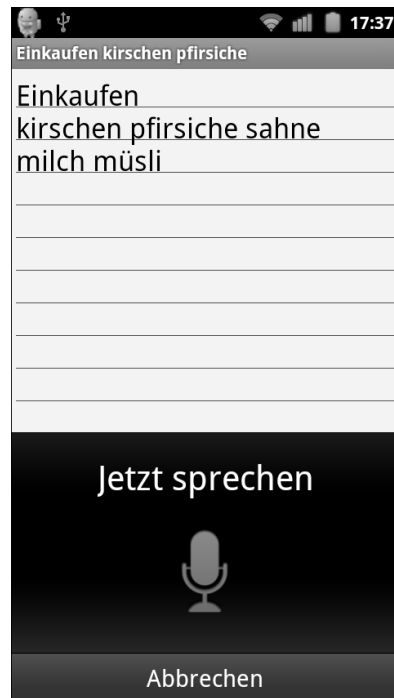 17:37
Einkaufen kirschen pfirsiche
Einkaufen
kirschen pfirsiche sahne
milch müsli
Jetzt sprechen
Abbrechen